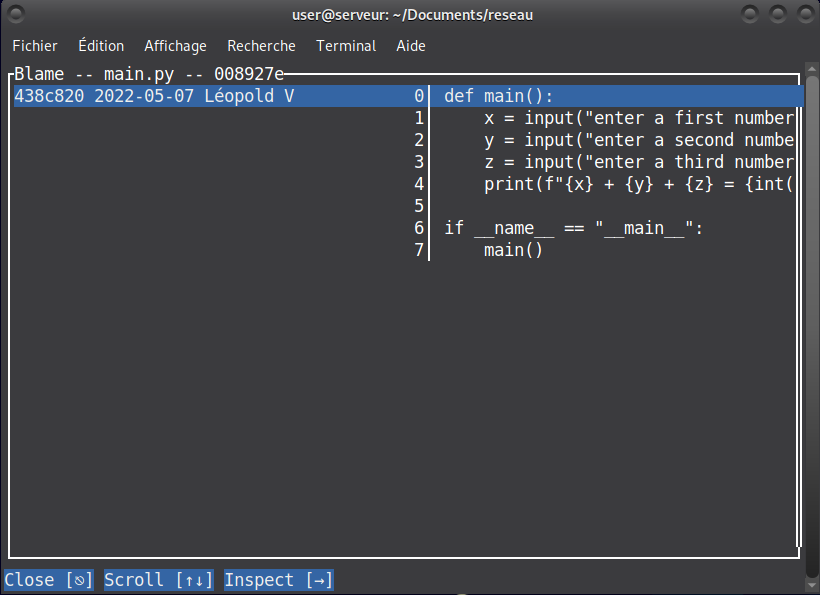 user@serveur: ~/Documents/reseau
Fichier Édition Affichage Recherche Terminal Aide
Blame -- main.py -- 008927e
438c820 2022-05-07 Léopold V 0 def main():
1 x = input("enter a first number
2 y = input("enter a second numbe
3 z = input("enter a third number
4 print(f"{x} + {y} + {z} = {int(
5
6 if __name__ == "__main__":
7 main()
Close [⎋] Scroll [↑↓] Inspect [→]